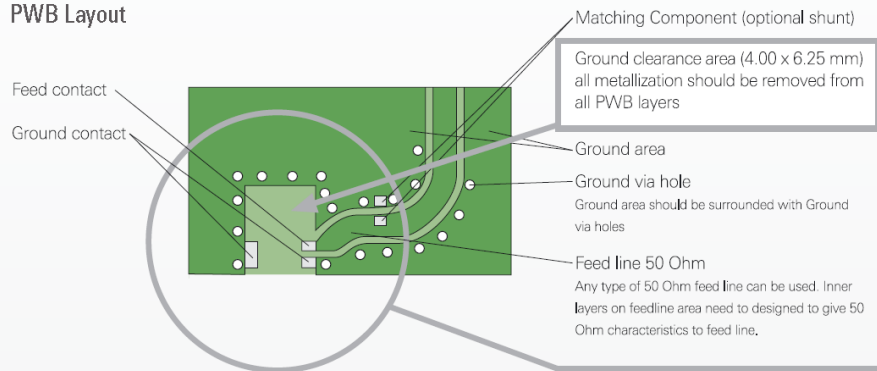 PWB Layout
Matching Component (optional shunt)
Ground clearance area (4.00 x 6.25 mm)
all metallization should be removed from
all PWB layers
Feed contact
Ground contact
Ground area
Ground via hole
Ground area should be surrounded with Ground
via holes
Feed line 50 Ohm
Any type of 50 Ohm feed line can be used. Inner
layers on feedline area need to designed to give 50
Ohm characteristics to feed line.